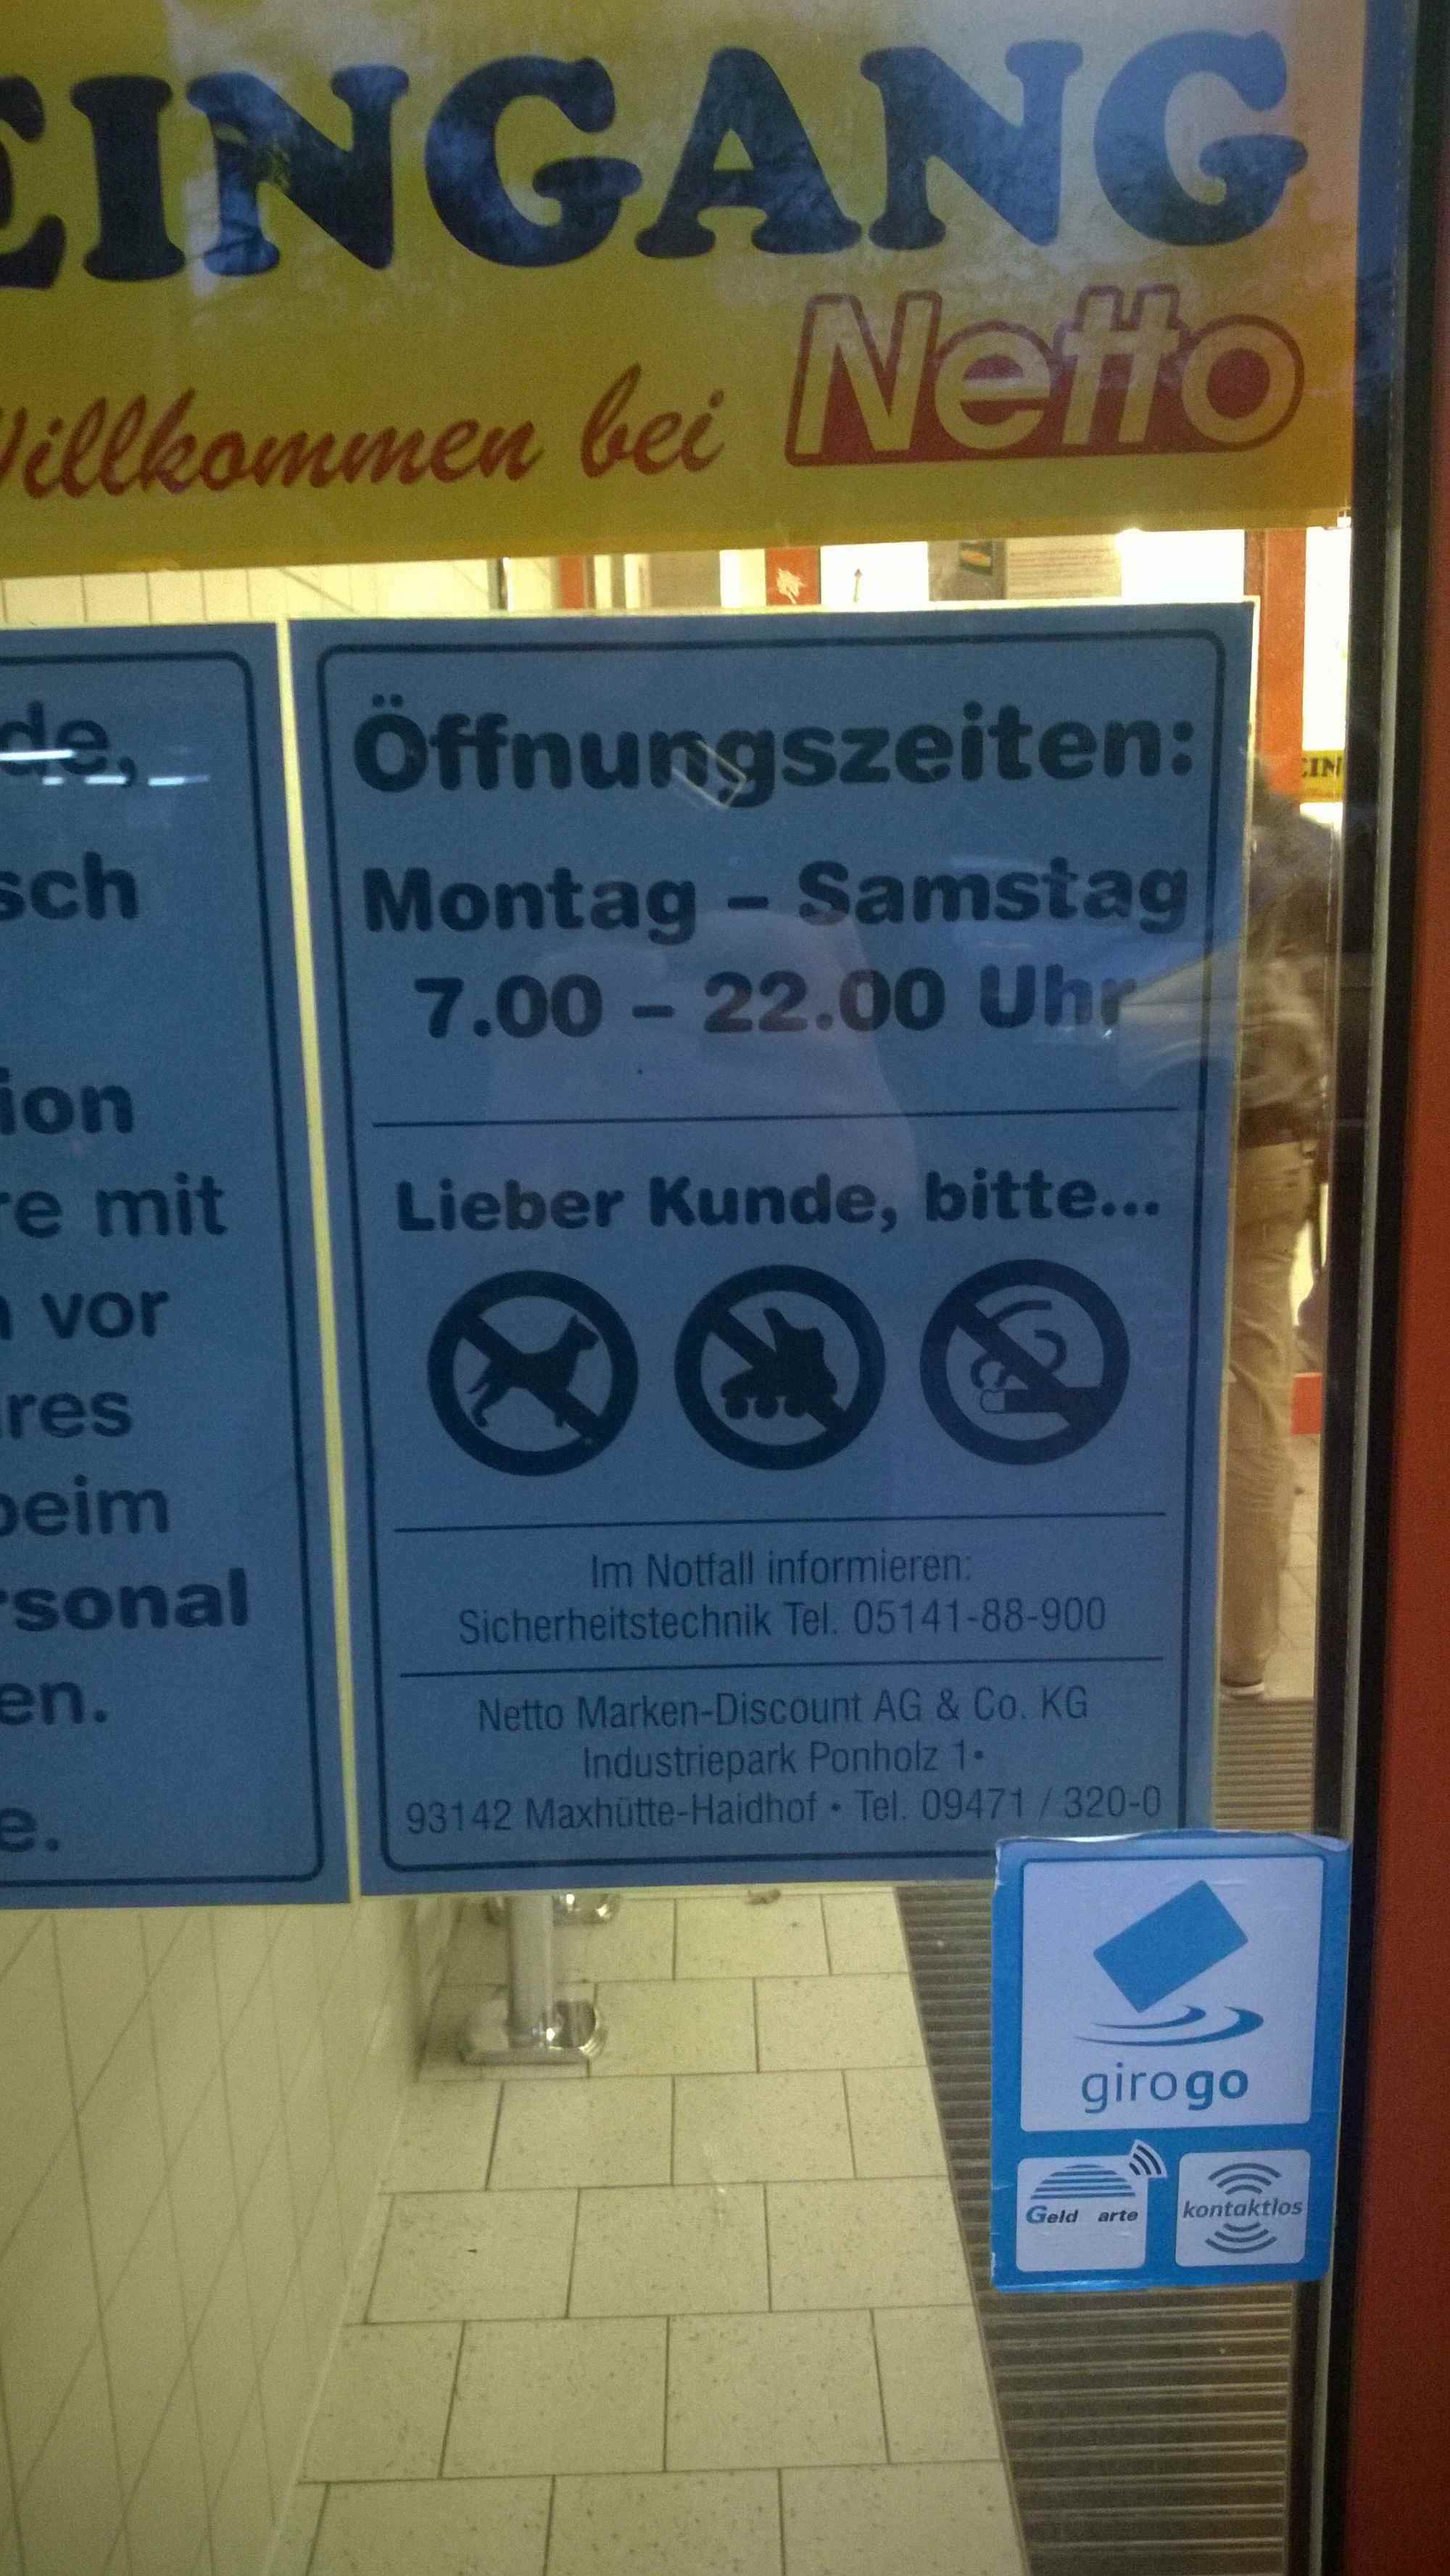 EINGANG
Willkommen bei Netto
de,
sch
ion
re mit
vor
res
beim
rsonal
en.
e.
Öffnungszeiten:
Montag – Samstag
7.00 – 22.00 Uhr
Lieber Kunde, bitte...
Im Notfall informieren:
Sicherheitstechnik Tel. 05141-88-900
Netto Marken-Discount AG & Co. KG
Industriepark Ponholz 1•
93142 Maxhütte-Haidhof • Tel. 09471 / 320-0
EIN
girogo
Geld arte
kontaktlos